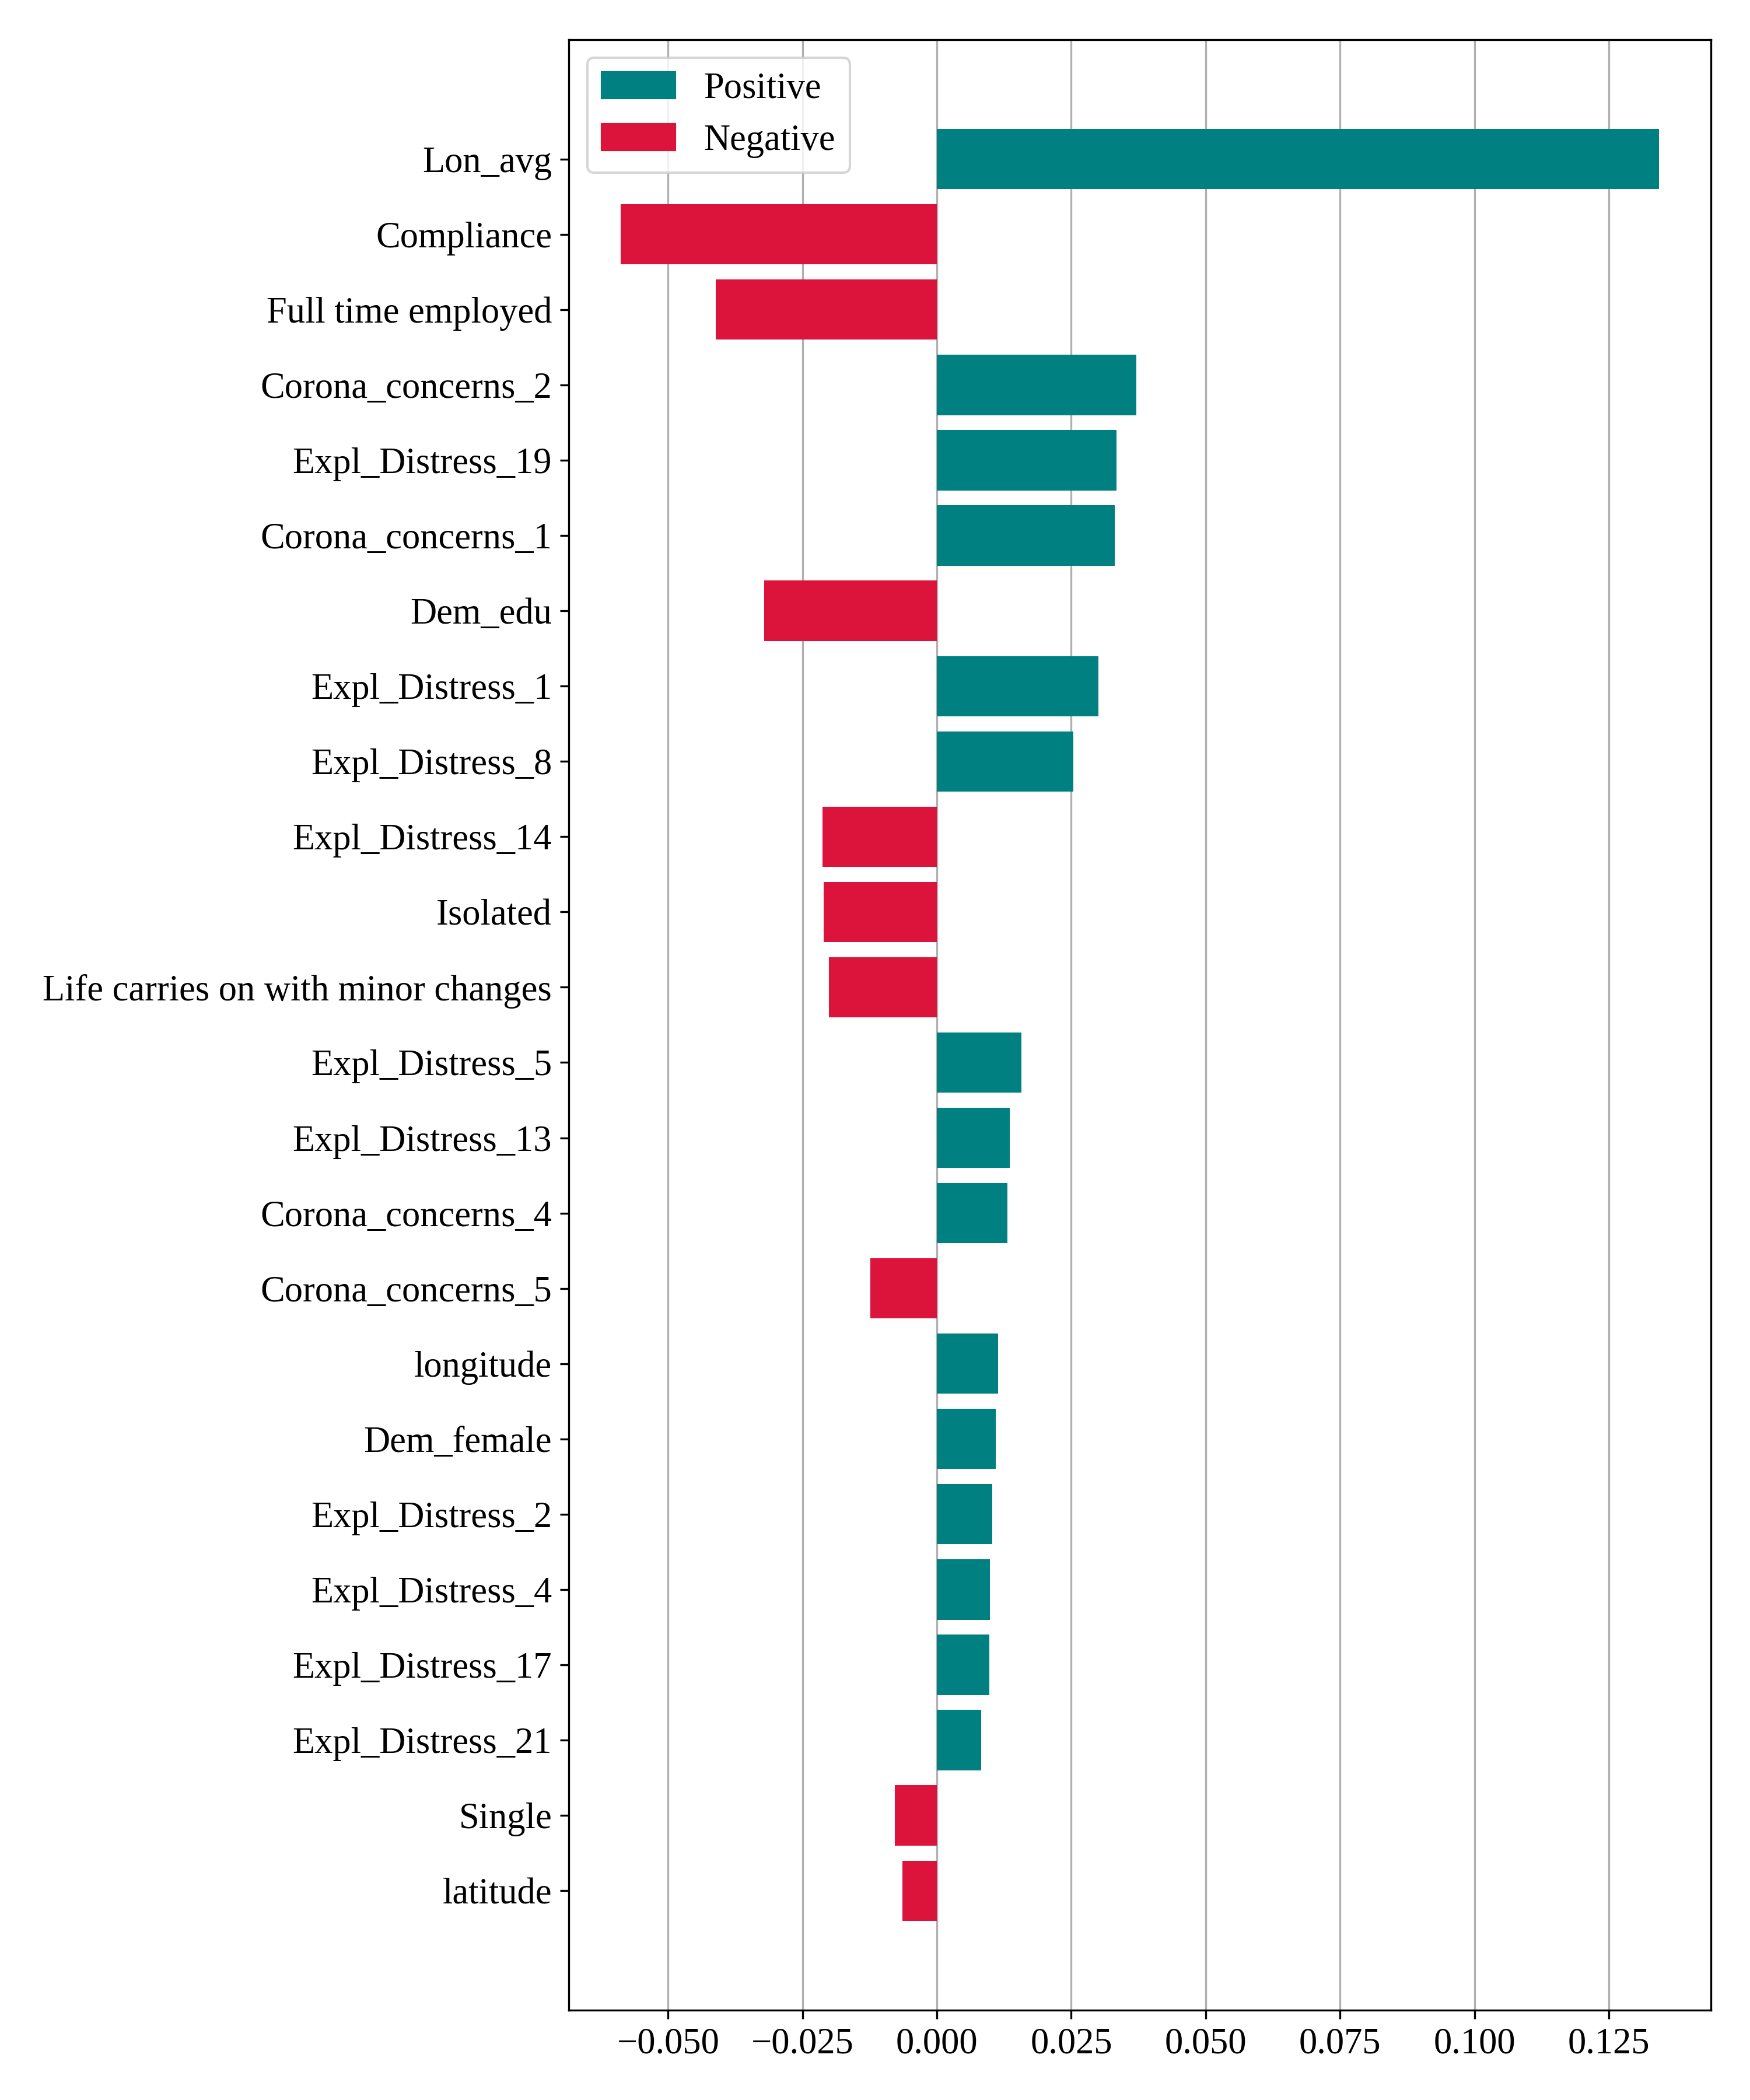 Positive
Negative
Lon_avg
Compliance
Full time employed
Corona_concerns_2
Expl_Distress_19
Corona_concerns_1
Dem_edu
Expl_Distress_1
Expl_Distress_8
Expl_Distress_14
Isolated
Life carries on with minor changes
Expl_Distress_5
Expl_Distress_13
Corona_concerns_4
Corona_concerns_5
longitude
Dem_female
Expl_Distress_2
Expl_Distress_4
Expl_Distress_17
Expl_Distress_21
Single
latitude
−0.050 −0.025 0.000 0.025 0.050 0.075 0.100 0.125